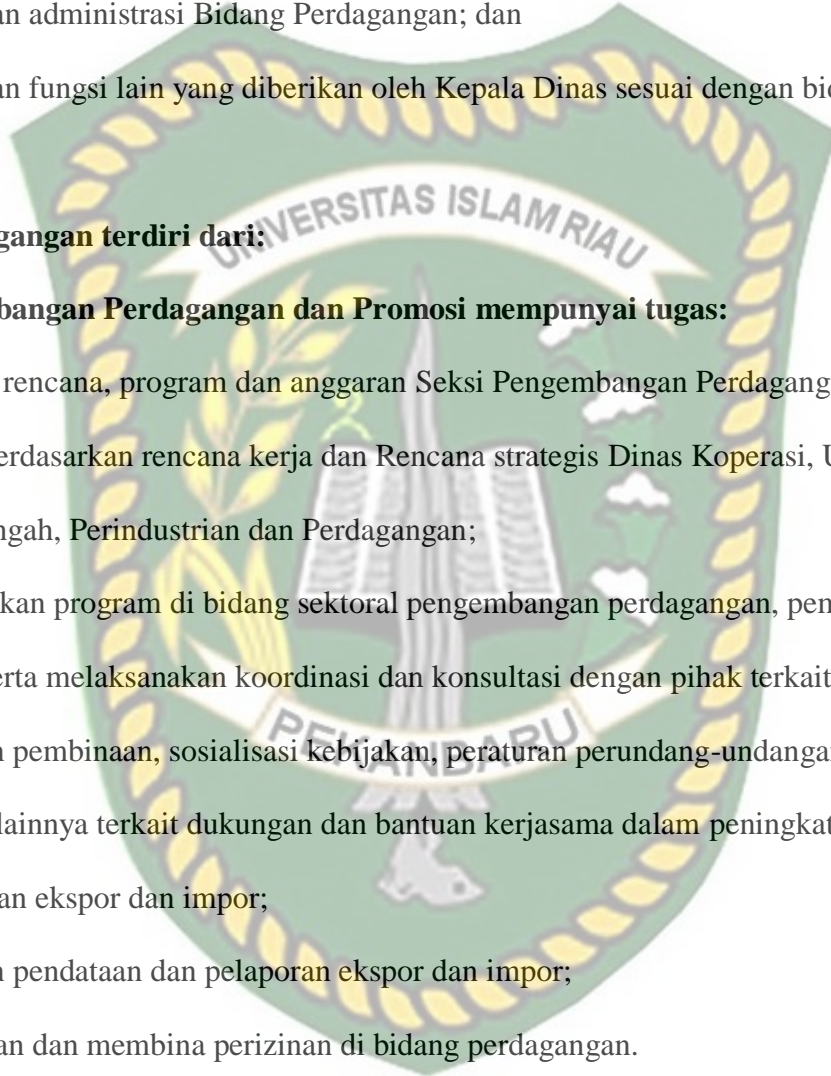 an administrasi Bidang Perdagangan; dan
an fungsi lain yang diberikan oleh Kepala Dinas sesuai dengan bid
UNIVERSITAS ISLAM RIAU
gangan terdiri dari:
bangan Perdagangan dan Promosi mempunyai tugas:
rencana, program dan anggaran Seksi Pengembangan Perdagang
erdasarkan rencana kerja dan Rencana strategis Dinas Koperasi, U
ngah, Perindustrian dan Perdagangan;
kan program di bidang sektoral pengembangan perdagangan, pen
erta melaksanakan koordinasi dan konsultasi dengan pihak terkait
PEKANBARU
n pembinaan, sosialisasi kebijakan, peraturan perundang-undangan
lainnya terkait dukungan dan bantuan kerjasama dalam peningkat
an ekspor dan impor;
n pendataan dan pelaporan ekspor dan impor;
an dan membina perizinan di bidang perdagangan.